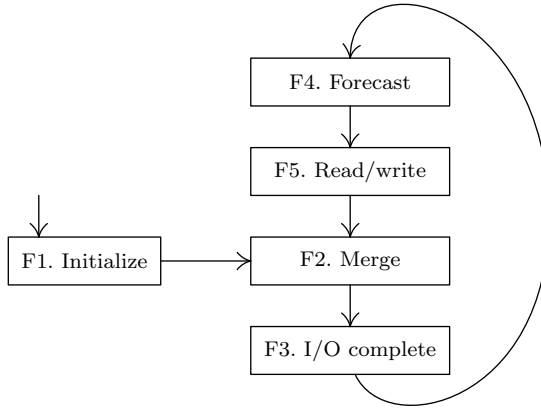 F4. Forecast
F5. Read/write
F1. Initialize
F2. Merge
F3. I/O complete